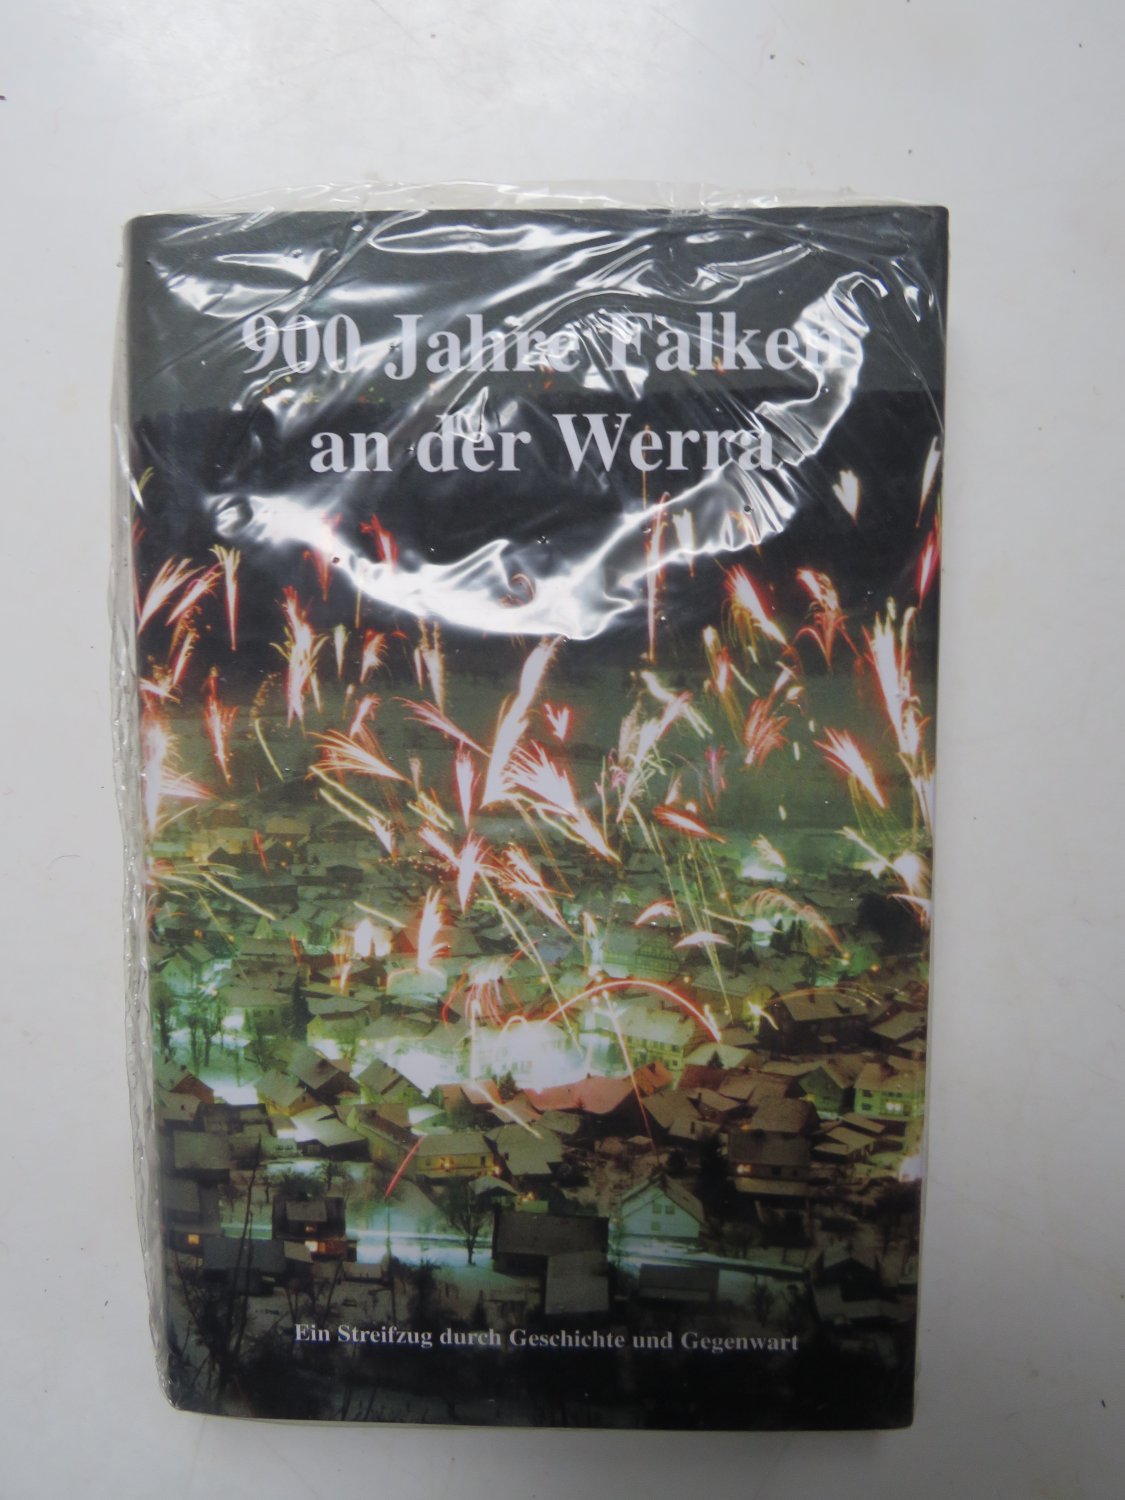 900 Jahre Falken
an der Werra
Ein Streifzug durch Geschichte und Gegenwart